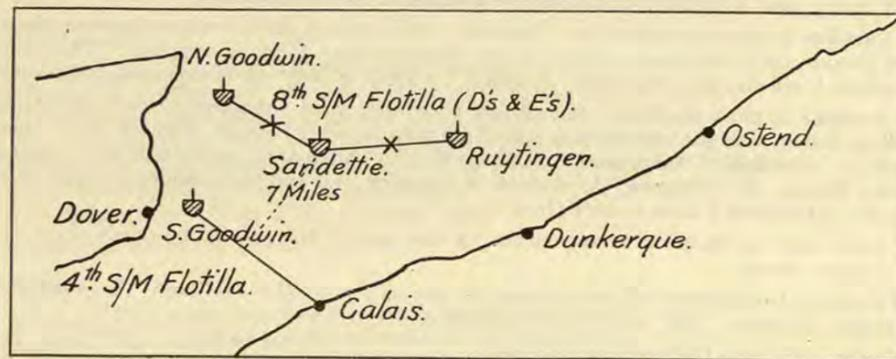 N. Goodwin.
8th S/M Flotilla (D's & E's).
Sandettie.
7 Miles
Ruytingen.
Ostend.
Dover.
S. Goodwin.
Dunkerque.
4th S/M Flotilla.
Calais.